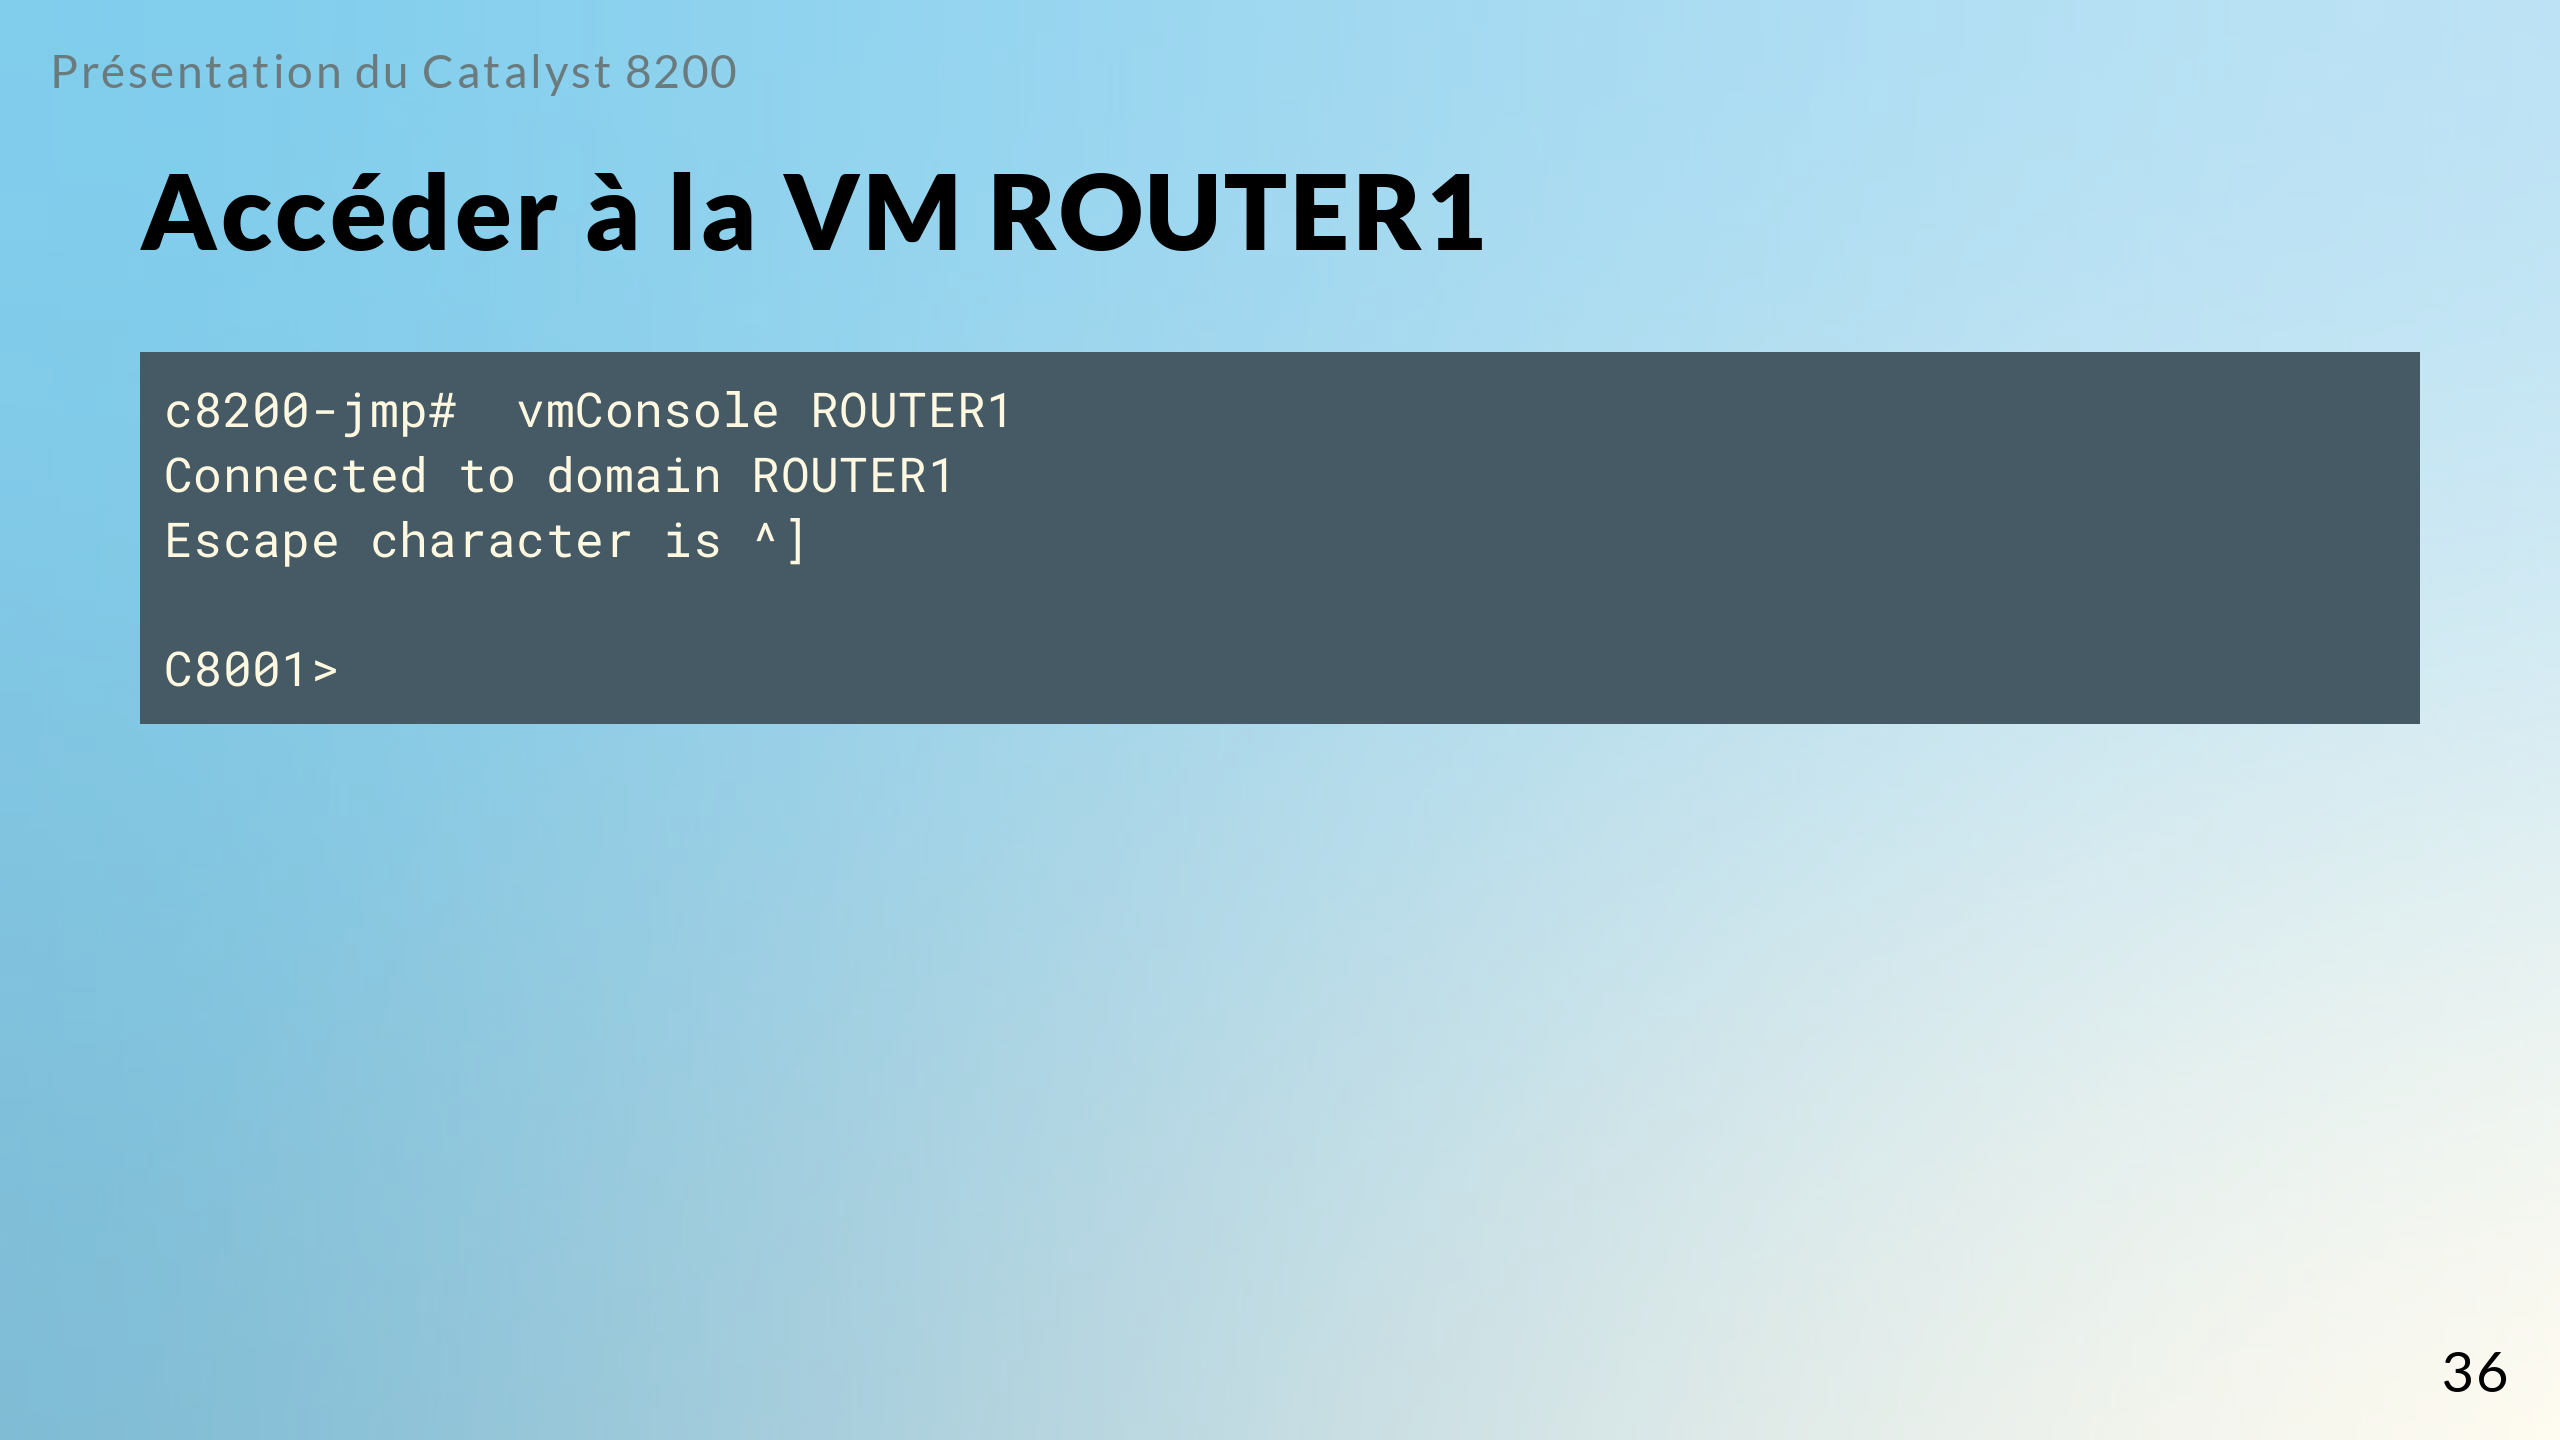 Présentation du Catalyst 8200
Accéder à la VM ROUTER1
c8200-jmp#  vmConsole ROUTER1
Connected to domain ROUTER1
Escape character is ^]
C8001>
36